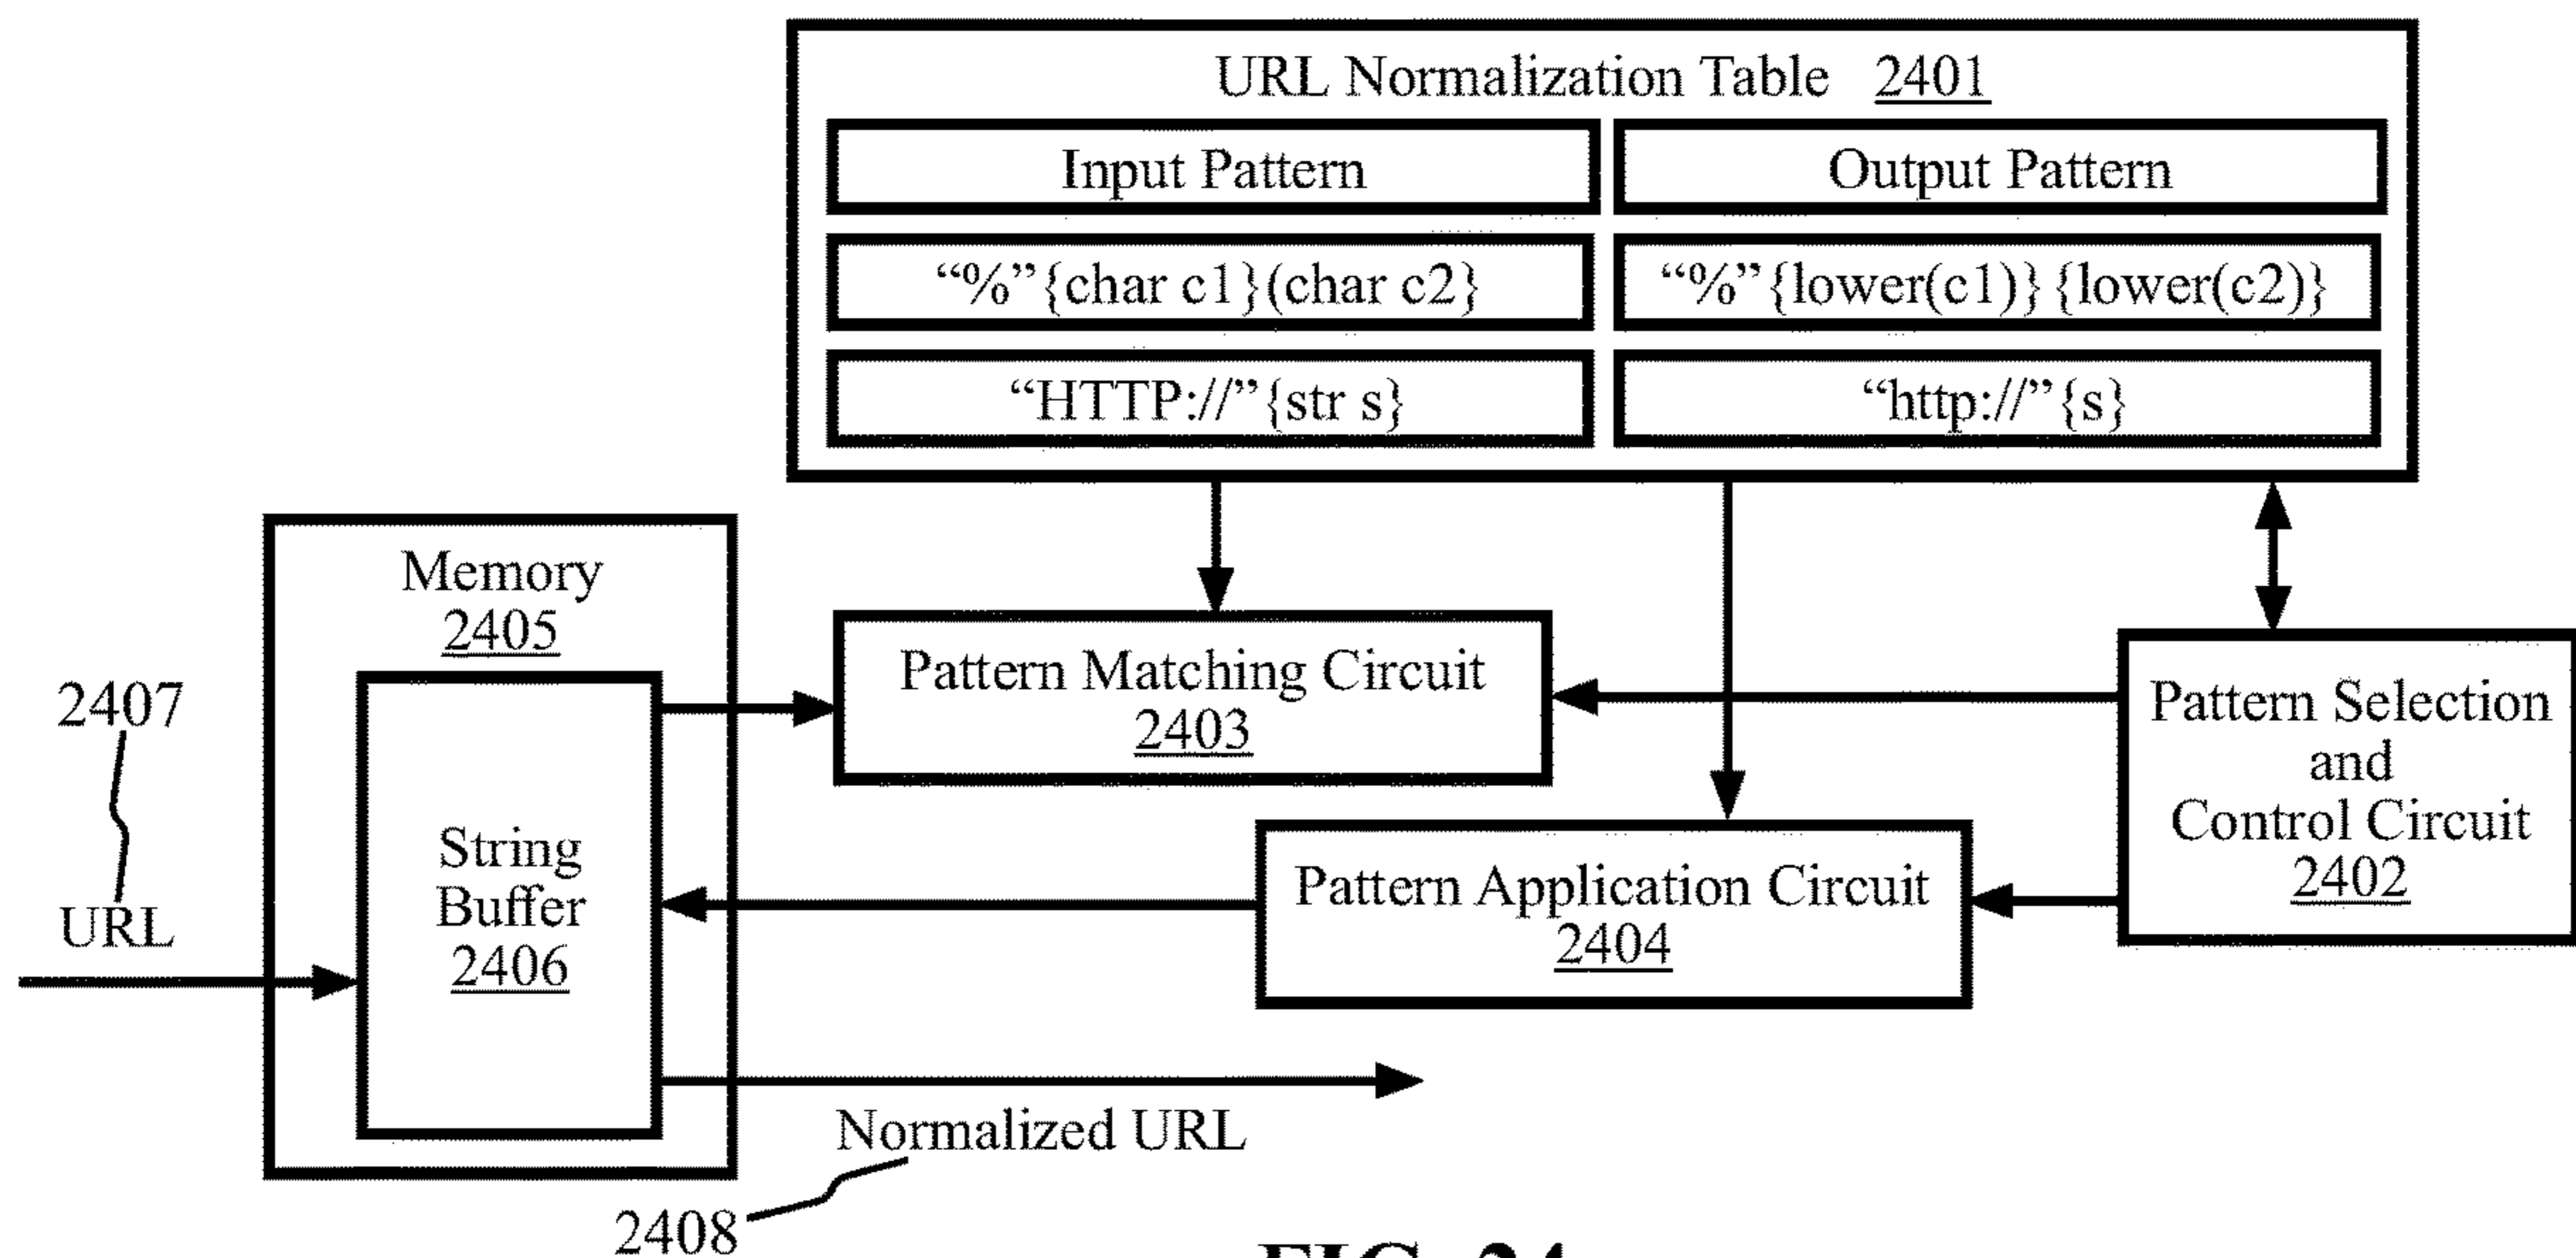 URL Normalization Table 2401
Input Pattern
Output Pattern
“%”{char c1}(char c2}
“%”{lower(c1)}{lower(c2)}
“HTTP://”{str s}
“http://”{s}
Memory
2405
String
Buffer
2406
2407
URL
Pattern Matching Circuit
2403
Pattern Selection
and
Control Circuit
2402
Pattern Application Circuit
2404
Normalized URL
2408